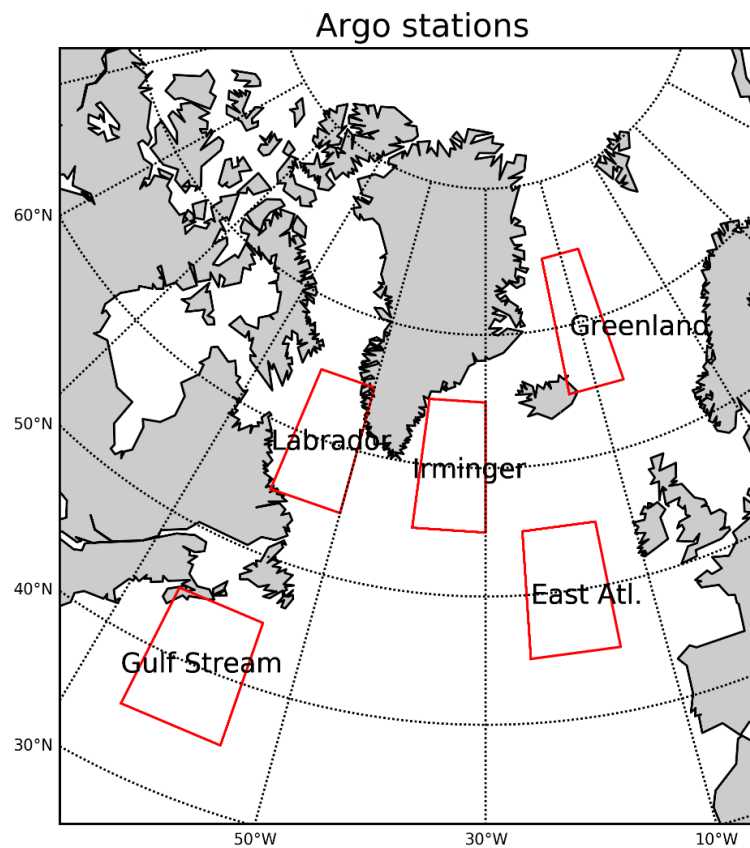 Argo stations
60°N
Greenland
50°N
Labrador
Irminger
40°N
East Atl.
Gulf Stream
30°N
50°W
30°W
10°W